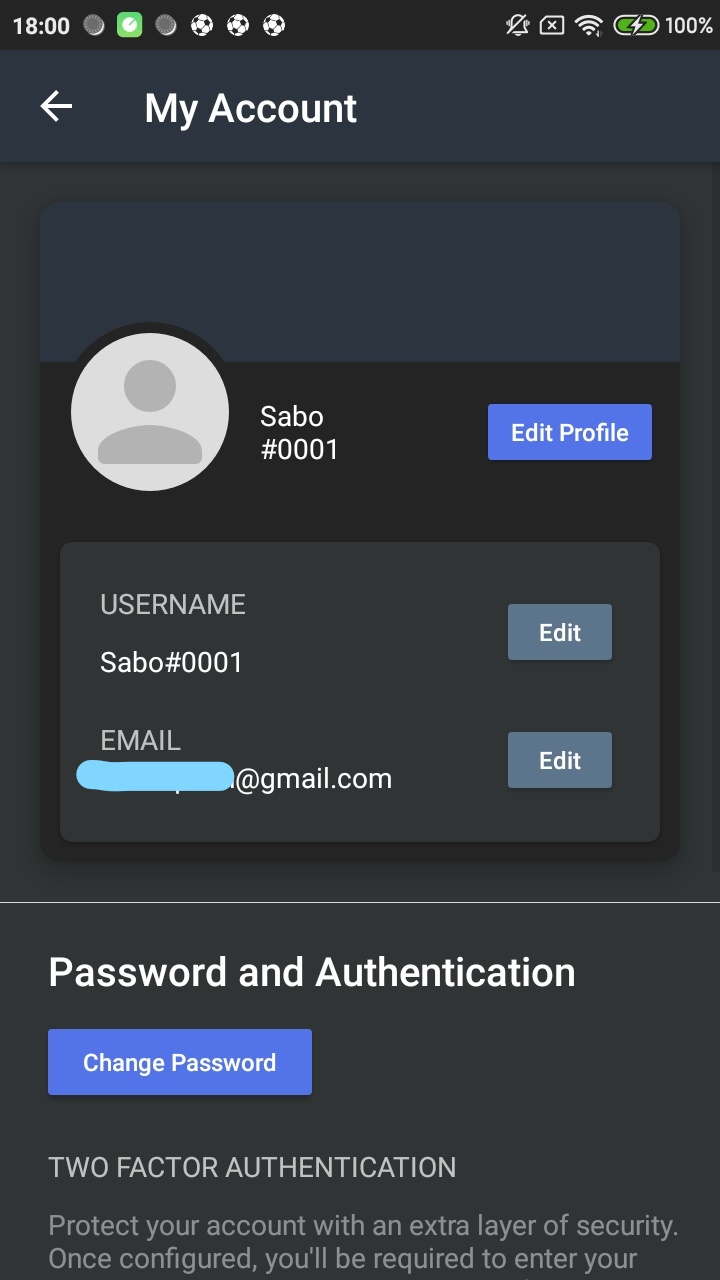 18:00
100%
My Account
Sabo
#0001
Edit Profile
USERNAME
Edit
Sabo#0001
EMAIL
Edit
@gmail.com
Password and Authentication
Change Password
TWO FACTOR AUTHENTICATION
Protect your account with an extra layer of security.
Once configured, you'll be required to enter your